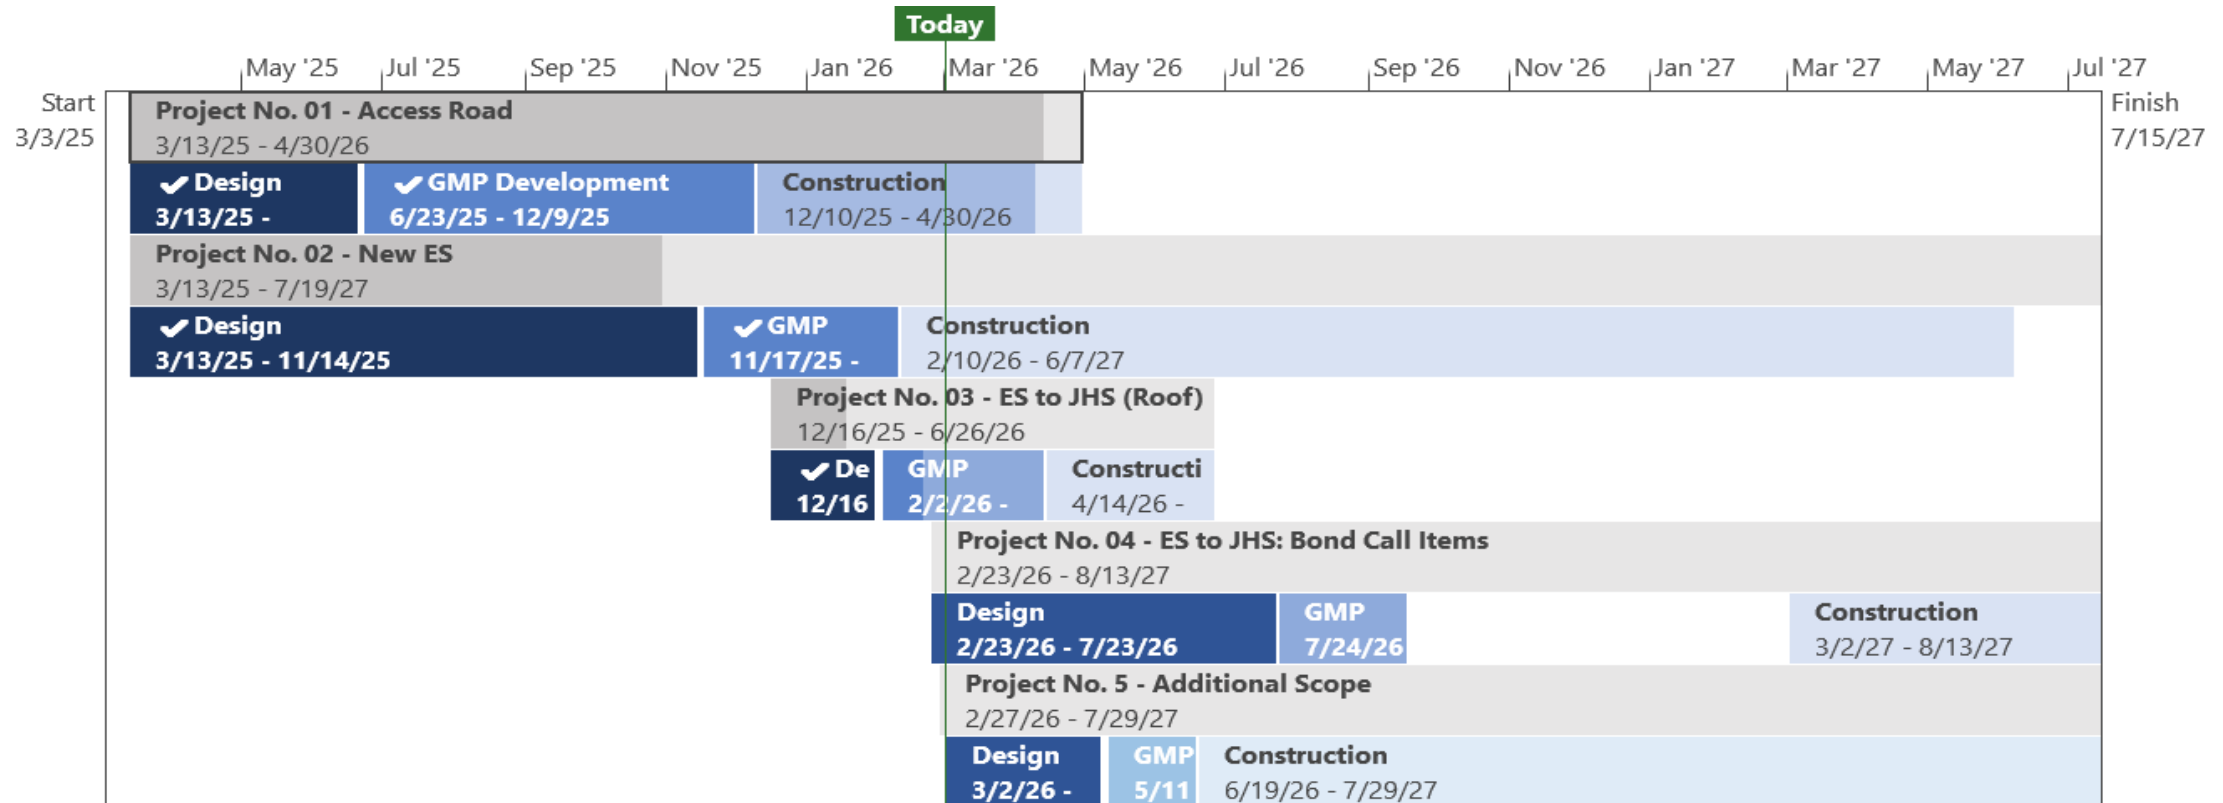 Today
May '25 Jul '25 Sep '25 Nov '25 Jan '26 Mar '26 May '26 Jul '26 Sep '26 Nov '26 Jan '27 Mar '27 May '27 Jul '27
Start
3/3/25
Finish
7/15/27
Project No. 01 - Access Road
3/13/25 - 4/30/26
Design
3/13/25 -
GMP Development
6/23/25 - 12/9/25
Construction
12/10/25 - 4/30/26
Project No. 02 - New ES
3/13/25 - 7/19/27
Design
3/13/25 - 11/14/25
GMP
11/17/25 -
Construction
2/10/26 - 6/7/27
Project No. 03 - ES to JHS (Roof)
12/16/25 - 6/26/26
De
12/16
GMP
2/2/26 -
Constructi
4/14/26 -
Project No. 04 - ES to JHS: Bond Call Items
2/23/26 - 8/13/27
Design
2/23/26 - 7/23/26
GMP
7/24/26
Construction
3/2/27 - 8/13/27
Project No. 5 - Additional Scope
2/27/26 - 7/29/27
Design
3/2/26 -
GMP
5/11
Construction
6/19/26 - 7/29/27